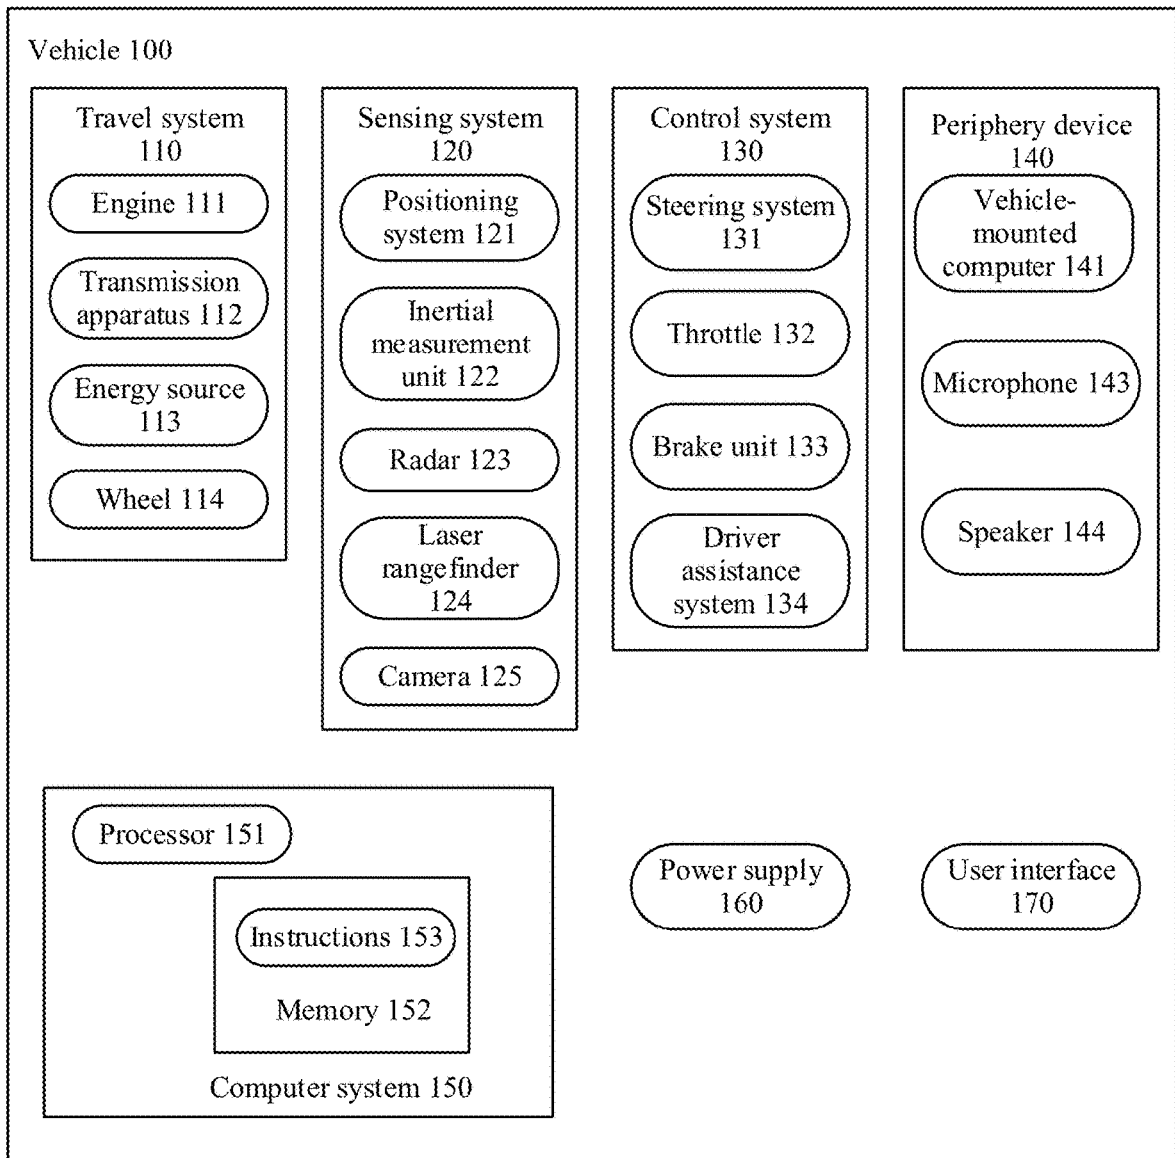 Vehicle 100
Travel system
110
Engine 111
Transmission
apparatus 112
Energy source
113
Wheel 114
Sensing system
120
Positioning
system 121
Inertial
measurement
unit 122
Radar 123
Laser
rangefinder
124
Camera 125
Control system
130
Steering system
131
Throttle 132
Brake unit 133
Driver
assistance
system 134
Periphery device
140
Vehicle-
mounted
computer 141
Microphone 143
Speaker 144
Processor 151
Instructions 153
Memory 152
Computer system 150
Power supply
160
User interface
170